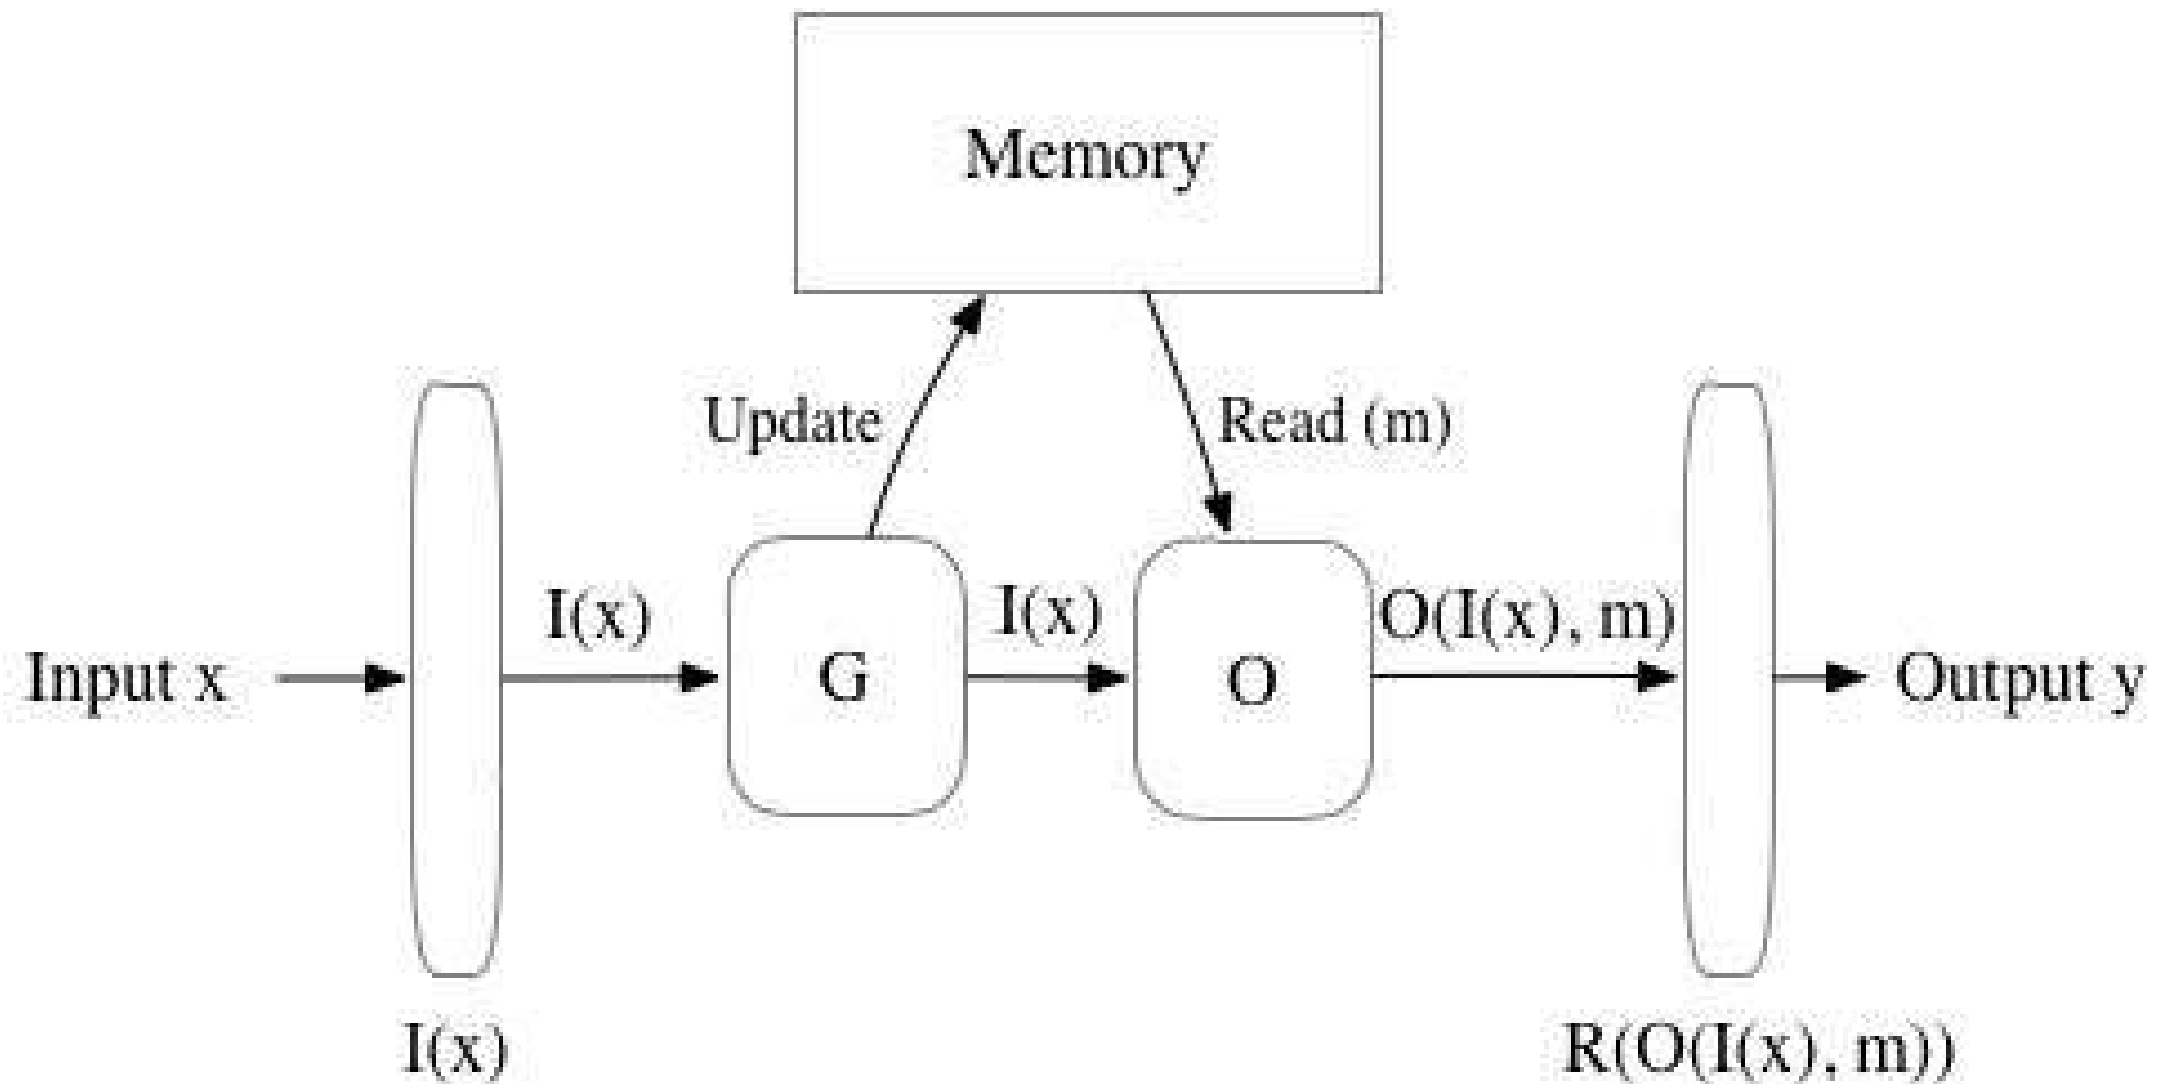 Memory
Update
Read (m)
I(x)
I(x)
O(I(x), m)
Input x
G
O
Output y
I(x)
R(O(I(x), m))